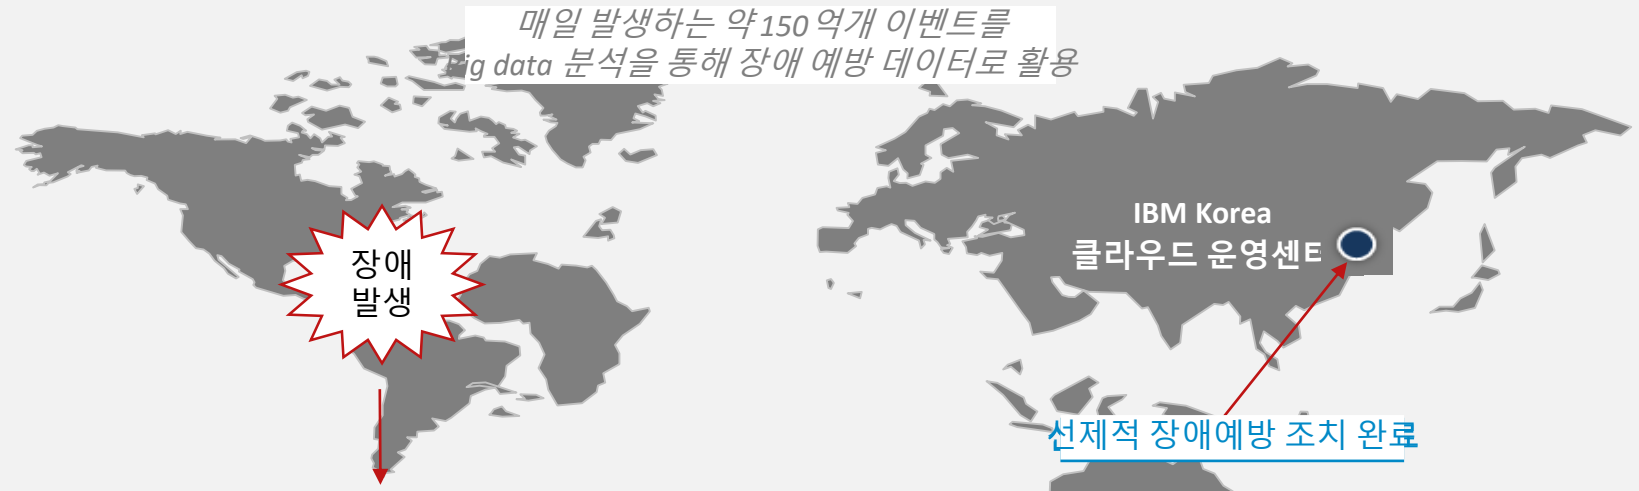 매일 발생하는 약 150억개 이벤트를
Big data 분석을 통해 장애 예방 데이터로 활용
IBM Korea
클라우드 운영센터
장애
발생
선제적 장애예방 조치 완료